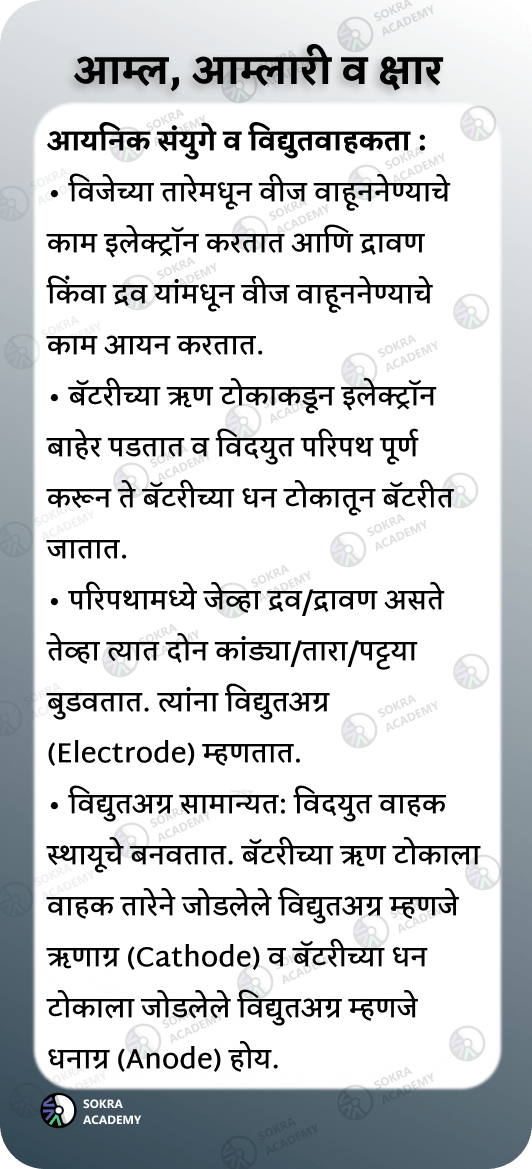 आम्ल, आम्लारी व क्षार
आयनिक संयुगे व विद्युतवाहकता :
• विजेच्या तारेमधून वीज वाहूननेण्याचे
काम इलेक्ट्रॉन करतात आणि द्रावण
किंवा द्रव यांमधून वीज वाहूननेण्याचे
काम आयन करतात.
• बॅटरीच्या ऋण टोकाकडून इलेक्ट्रॉन
बाहेर पडतात व विदयुत परिपथ पूर्ण
करून ते बॅटरीच्या धन टोकातून बॅटरीत
जातात.
• परिपथामध्ये जेव्हा द्रव/द्रावण असते
तेव्हा त्यात दोन कांड्या/तारा/पट्टया
बुडवतात. त्यांना विद्युतअग्र
(Electrode) म्हणतात.
• विद्युतअग्र सामान्यत: विदयुत वाहक
स्थायूचे बनवतात. बॅटरीच्या ऋण टोकाला
वाहक तारेने जोडलेले विद्युतअग्र म्हणजे
ऋणाग्र (Cathode) व बॅटरीच्या धन
टोकाला जोडलेले विद्युतअग्र म्हणजे
धनाग्र (Anode) होय.
SOKRA
ACADEMY